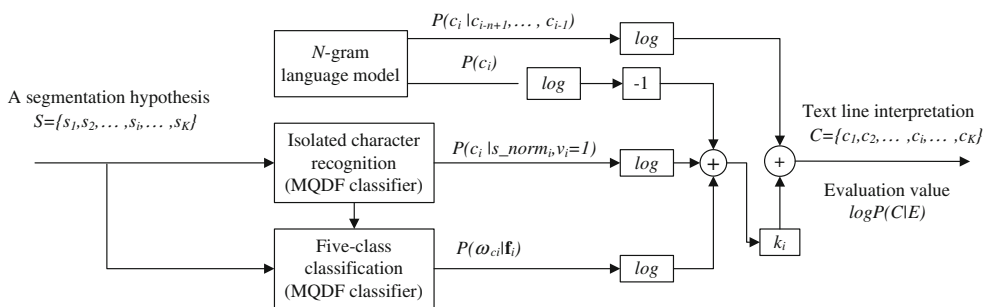 A segmentation hypothesis
S={s1,s2,… ,si,… ,sK}
N-gram
language model
P(ci |ci-n+1,… , ci-1)
log
P(ci)
log
-1
Isolated character
recognition
(MQDF classifier)
P(ci |s_normi,vi=1)
log
+
+
Five-class
classification
(MQDF classifier)
P(ωci|fi)
log
ki
Text line interpretation
C={c1,c2,… ,ci,… ,cK}
Evaluation value
logP(C|E)